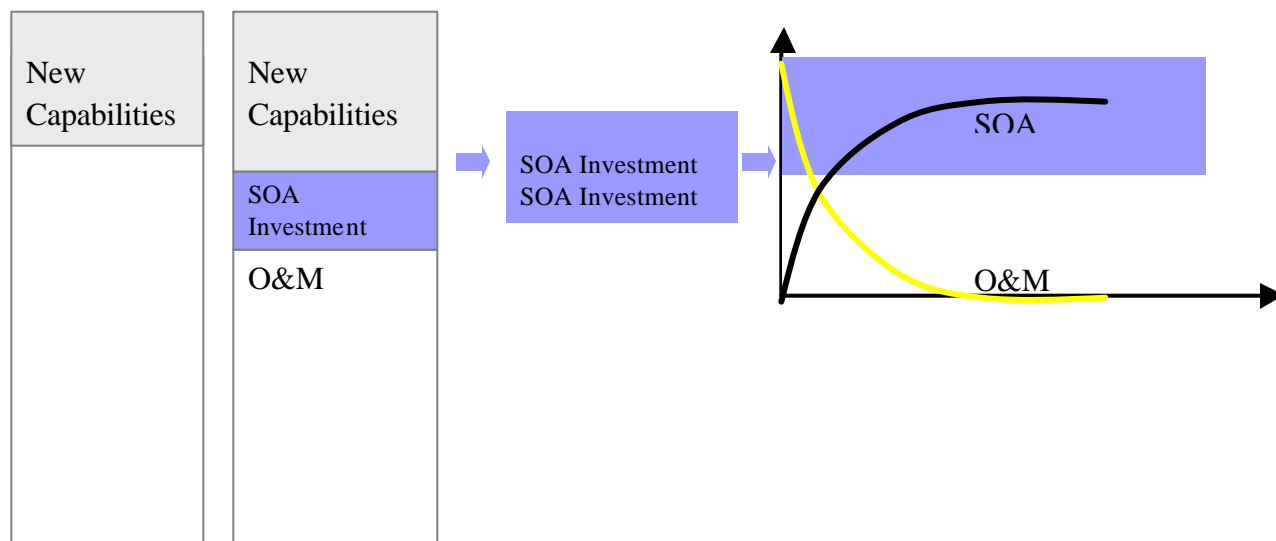 New
Capabilities
New
Capabilities
SOA
Investment
O&M
SOA Investment
SOA Investment
SOA
O&M